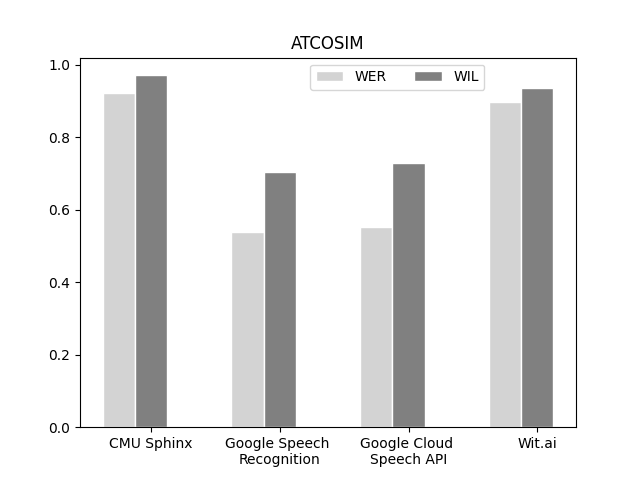 ATCOSIM
WER
WIL
1.0
0.8
0.6
0.4
0.2
0.0
CMU Sphinx
Google Speech
Recognition
Google Cloud
Speech API
Wit.ai